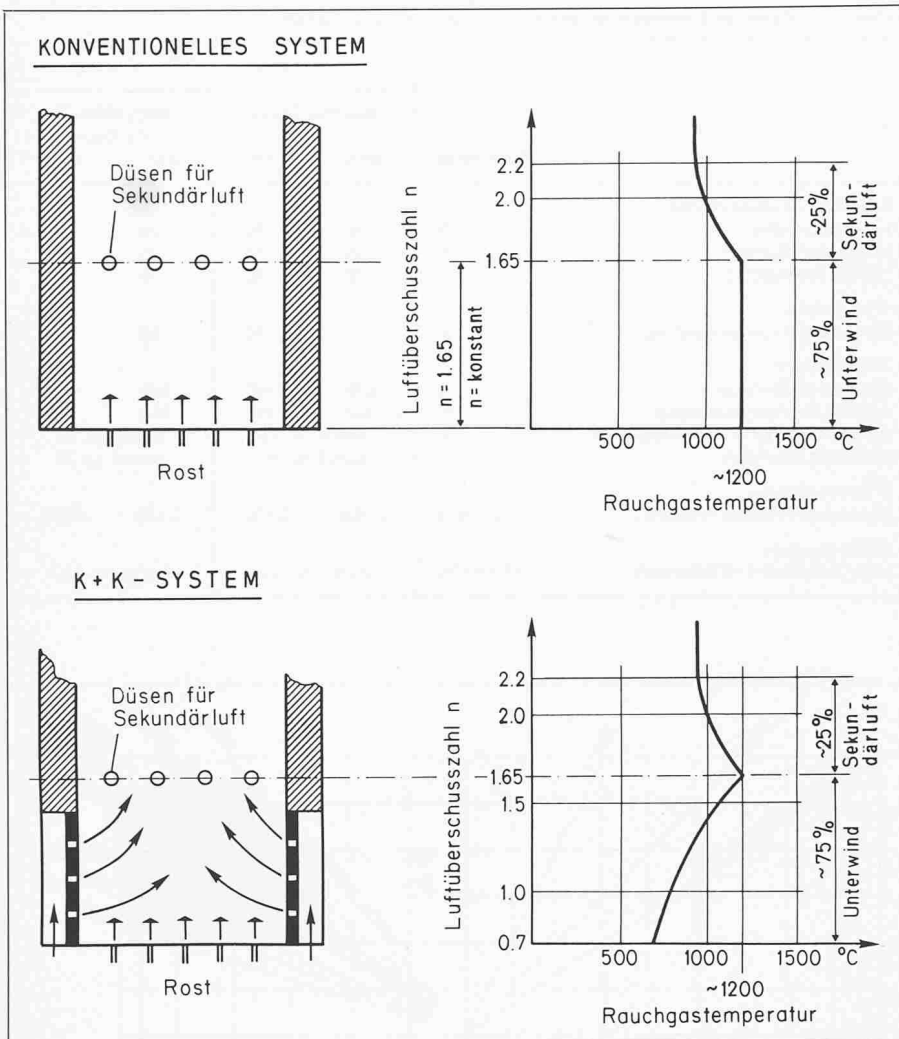 KONVENTIONELLES SYSTEM
Düsen für
Sekundärluft
Rost
Luftüberschusszahl n
n = 1.65
n = konstant
2.2
2.0
1.65
500 1000 1500 °C
~1200
Rauchgastemperatur
~25%
Sekun-
därluft
~75%
Unterwind
K + K - SYSTEM
Düsen für
Sekundärluft
Rost
Luftüberschusszahl n
2.2
2.0
1.65
1.5
1.0
0.7
500 1000 1500 °C
~1200
Rauchgastemperatur
~25%
Sekun-
därluft
~75%
Unterwind